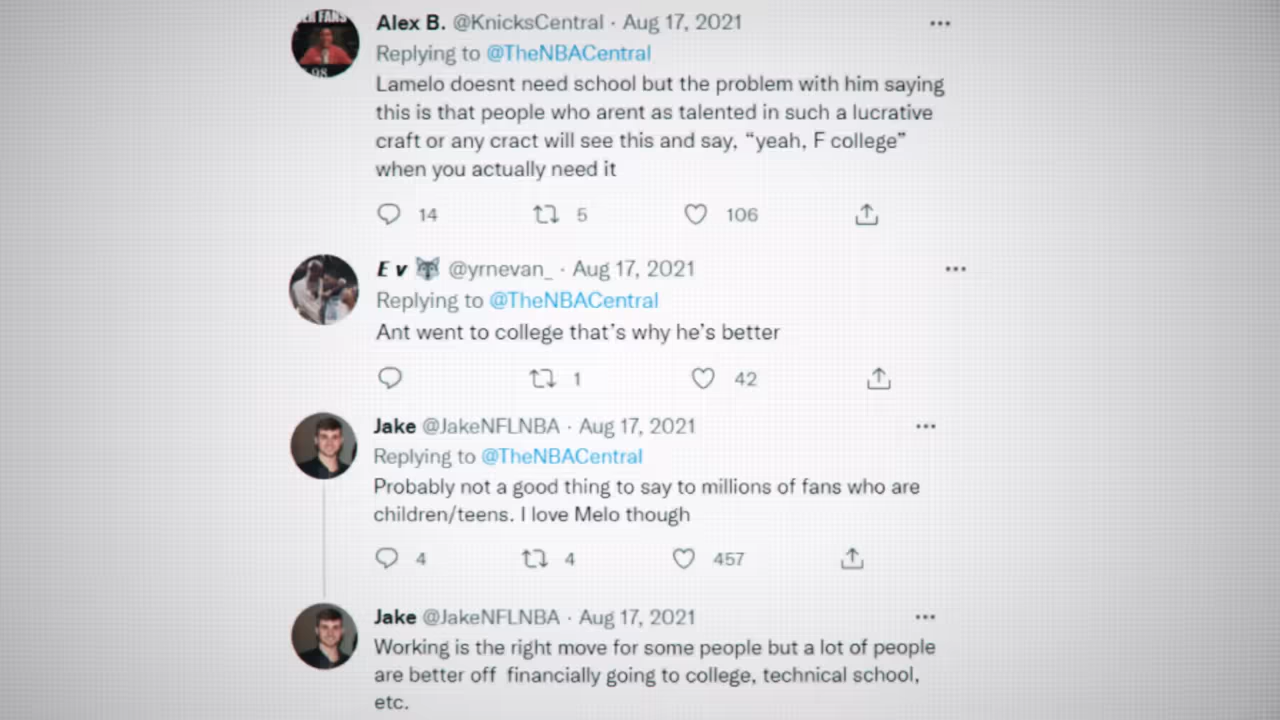 ER FANS
98
Alex B. @KnicksCentral · Aug 17, 2021
Replying to @TheNBACentral
Lamelo doesnt need school but the problem with him saying
this is that people who arent as talented in such a lucrative
craft or any cract will see this and say, “yeah, F college”
when you actually need it
14 5 106
E v @yrnevan_ · Aug 17, 2021
Replying to @TheNBACentral
Ant went to college that’s why he’s better
1 42
Jake @JakeNFLNBA · Aug 17, 2021
Replying to @TheNBACentral
Probably not a good thing to say to millions of fans who are
children/teens. I love Melo though
4 4 457
Jake @JakeNFLNBA · Aug 17, 2021
Working is the right move for some people but a lot of people
are better off financially going to college, technical school,
etc.